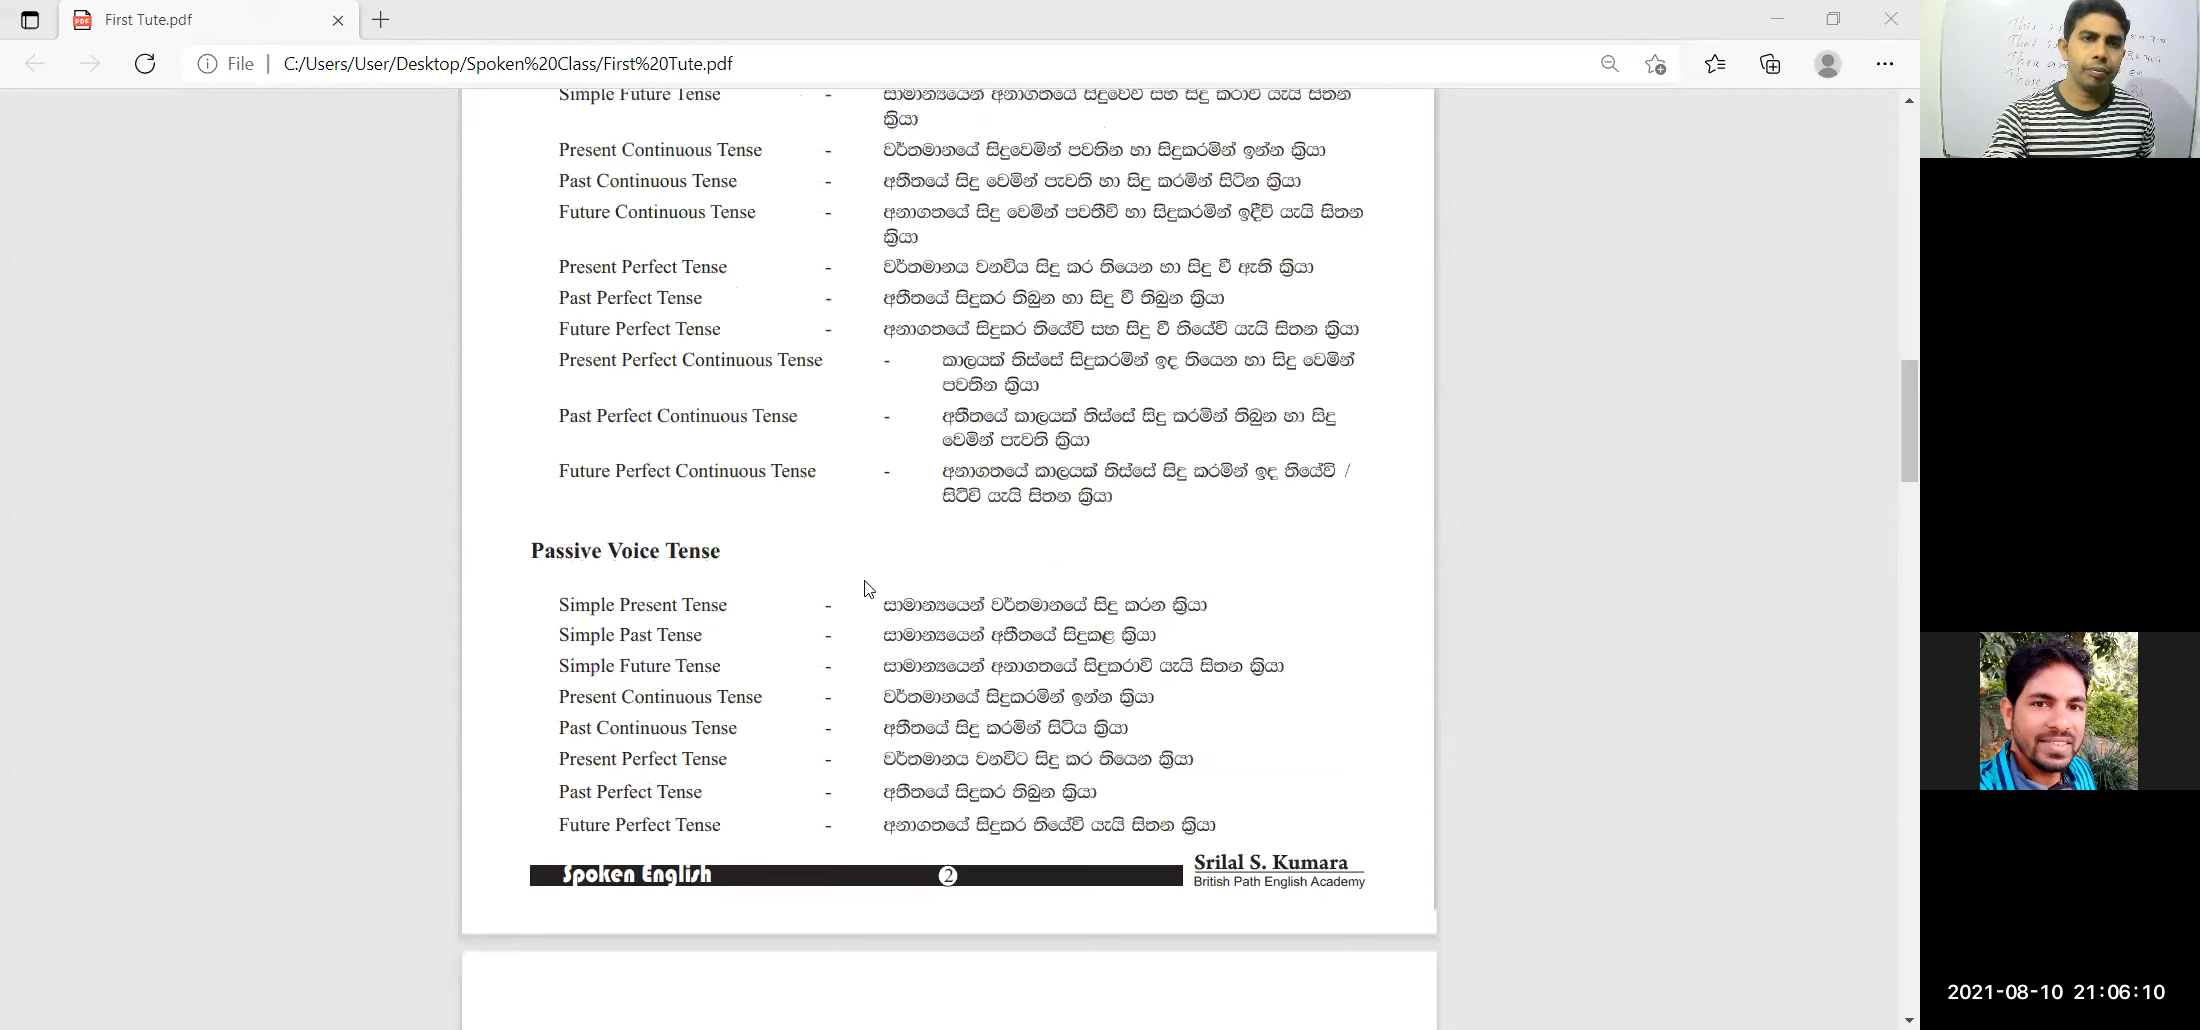 First Tute.pdf
File
C:/Users/User/Desktop/Spoken%20Class/First%20Tute.pdf
Simple Future Tense - සාමාන්‍යයෙන් අනාගතයේ සිදුවේවි සහ සිදු කරාවි යැයි සිතන
ක්‍රියා
Present Continuous Tense - වර්තමානයේ සිදුවෙමින් පවතින හා සිදුකරමින් ඉන්න ක්‍රියා
Past Continuous Tense - අතීතයේ සිදු වෙමින් පැවති හා සිදු කරමින් සිටින ක්‍රියා
Future Continuous Tense - අනාගතයේ සිදු වෙමින් පවතීවි හා සිදුකරමින් ඉඳීවි යැයි සිතන
ක්‍රියා
Present Perfect Tense - වර්තමානය වනවිය සිදු කර තියෙන හා සිදු වී ඇති ක්‍රියා
Past Perfect Tense - අතීතයේ සිදුකර තිබුන හා සිදු වී තිබුන ක්‍රියා
Future Perfect Tense - අනාගතයේ සිදුකර තියේවි සහ සිදු වී තියේවි යැයි සිතන ක්‍රියා
Present Perfect Continuous Tense - කාලයක් තිස්සේ සිදුකරමින් ඉඳ තියෙන හා සිදු වෙමින්
පවතින ක්‍රියා
Past Perfect Continuous Tense - අතීතයේ කාලයක් තිස්සේ සිදු කරමින් තිබුන හා සිදු
වෙමින් පැවති ක්‍රියා
Future Perfect Continuous Tense - අනාගතයේ කාලයක් තිස්සේ සිදු කරමින් ඉඳ තියේවි /
සිටීවි යැයි සිතන ක්‍රියා
Passive Voice Tense
Simple Present Tense - සාමාන්‍යයෙන් වර්තමානයේ සිදු කරන ක්‍රියා
Simple Past Tense - සාමාන්‍යයෙන් අතීතයේ සිදුකළ ක්‍රියා
Simple Future Tense - සාමාන්‍යයෙන් අනාගතයේ සිදුකරාවි යැයි සිතන ක්‍රියා
Present Continuous Tense - වර්තමානයේ සිදුකරමින් ඉන්න ක්‍රියා
Past Continuous Tense - අතීතයේ සිදු කරමින් සිටිය ක්‍රියා
Present Perfect Tense - වර්තමානය වනවිට සිදු කර තියෙන ක්‍රියා
Past Perfect Tense - අතීතයේ සිදුකර තිබුන ක්‍රියා
Future Perfect Tense - අනාගතයේ සිදුකර තියේවි යැයි සිතන ක්‍රියා
Spoken English 2 Srilal S. Kumara
British Path English Academy
This is
That
Those
2021-08-10 21:06:10